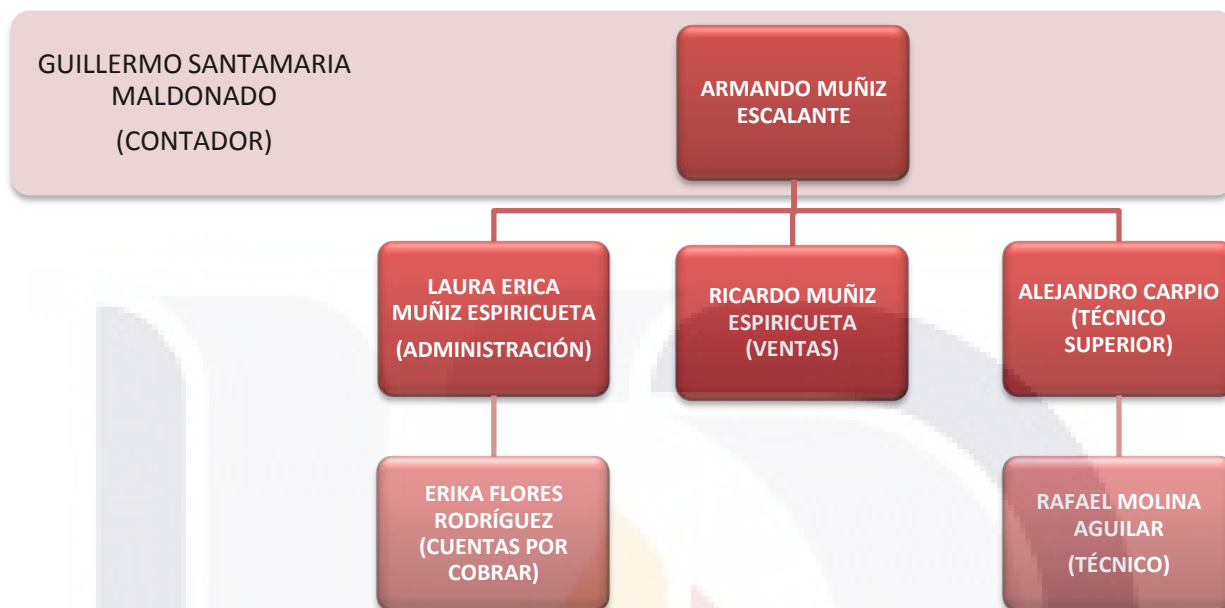 GUILLERMO SANTAMARIA
MALDONADO
(CONTADOR)
ARMANDO MUÑIZ
ESCALANTE
LAURA ERICA
MUÑIZ ESPIRICUETA
(ADMINISTRACIÓN)
RICARDO MUÑIZ
ESPIRICUETA
(VENTAS)
ALEJANDRO CARPIO
(TÉCNICO
SUPERIOR)
ERIKA FLORES
RODRÍGUEZ
(CUENTAS POR
COBRAR)
RAFAEL MOLINA
AGUILAR
(TÉCNICO)